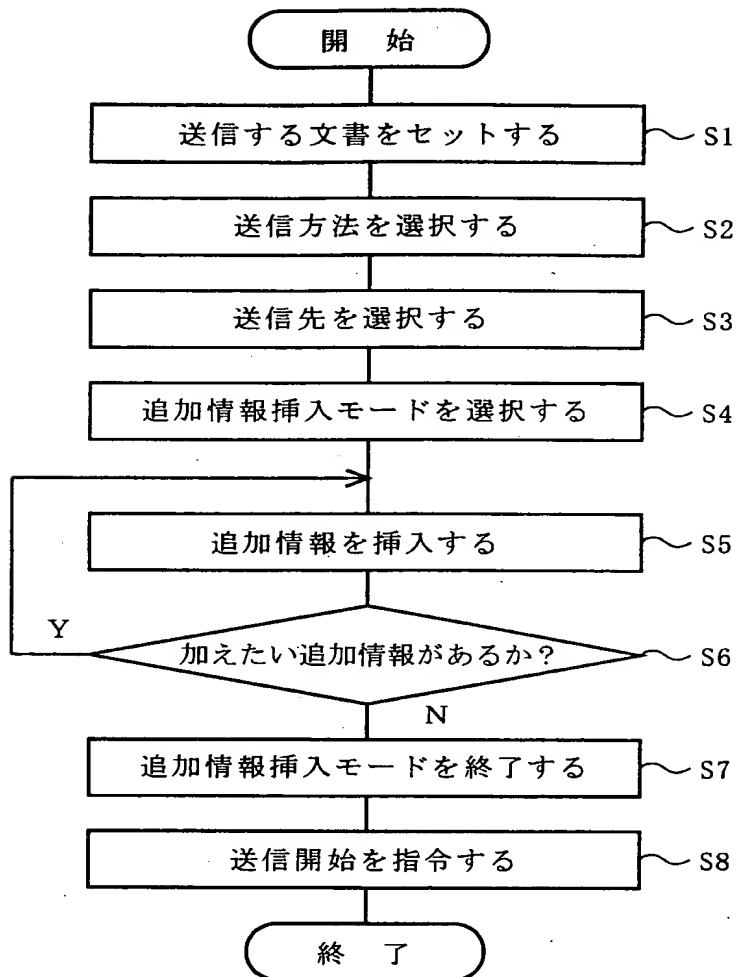 開 始
送信する文書をセットする S1
送信方法を選択する S2
送信先を選択する S3
追加情報挿入モードを選択する S4
追加情報を挿入する S5
Y 加えたい追加情報があるか? S6
N
追加情報挿入モードを終了する S7
送信開始を指令する S8
終 了